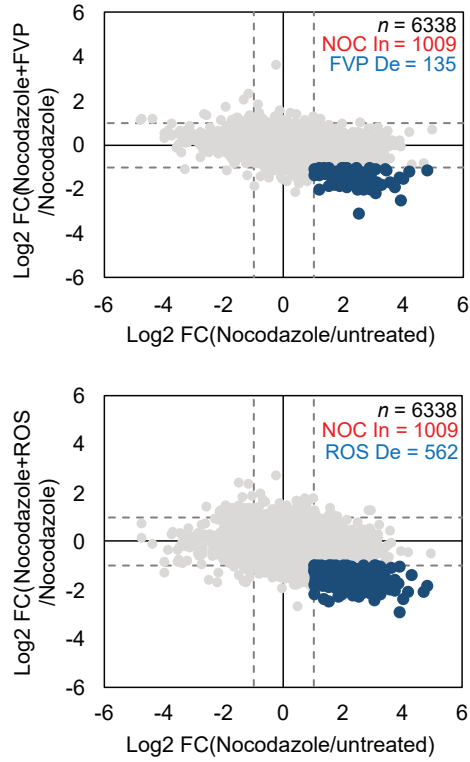 n = 6338
NOC In = 1009
FVP De = 135
Log2 FC(Nocodazole+FVP
/Nocodazole)
6
4
2
0
-2
-4
-6
-6 -4 -2 0 2 4 6
Log2 FC(Nocodazole/untreated)
n = 6338
NOC In = 1009
ROS De = 562
Log2 FC(Nocodazole+ROS
/Nocodazole)
6
4
2
0
-2
-4
-6
-6 -4 -2 0 2 4 6
Log2 FC(Nocodazole/untreated)